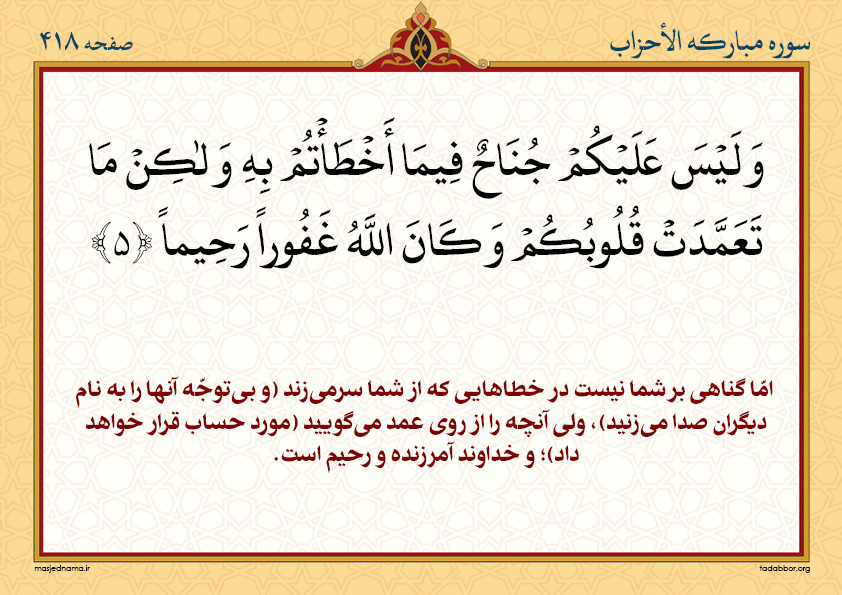 سوره مبارکه الأحزاب
صفحه ۴۱۸
وَ لَيْسَ عَلَيْكُمْ جُنَاحٌ فِيمَا أَخْطَأْتُمْ بِهِ وَ لٰكِنْ مَا
تَعَمَّدَتْ قُلُوبُكُمْ وَ كَانَ اللَّهُ غَفُوراً رَحِيماً ﴿۵﴾
امّا گناهی بر شما نیست در خطاهایی که از شما سرمی‌زند (و بی‌توجّه آنها را به نام
دیگران صدا می‌زنید)، ولی آنچه را از روی عمد می‌گویید (مورد حساب قرار خواهد
داد)؛ و خداوند آمرزنده و رحیم است.
masjednama.ir
tadabbor.org